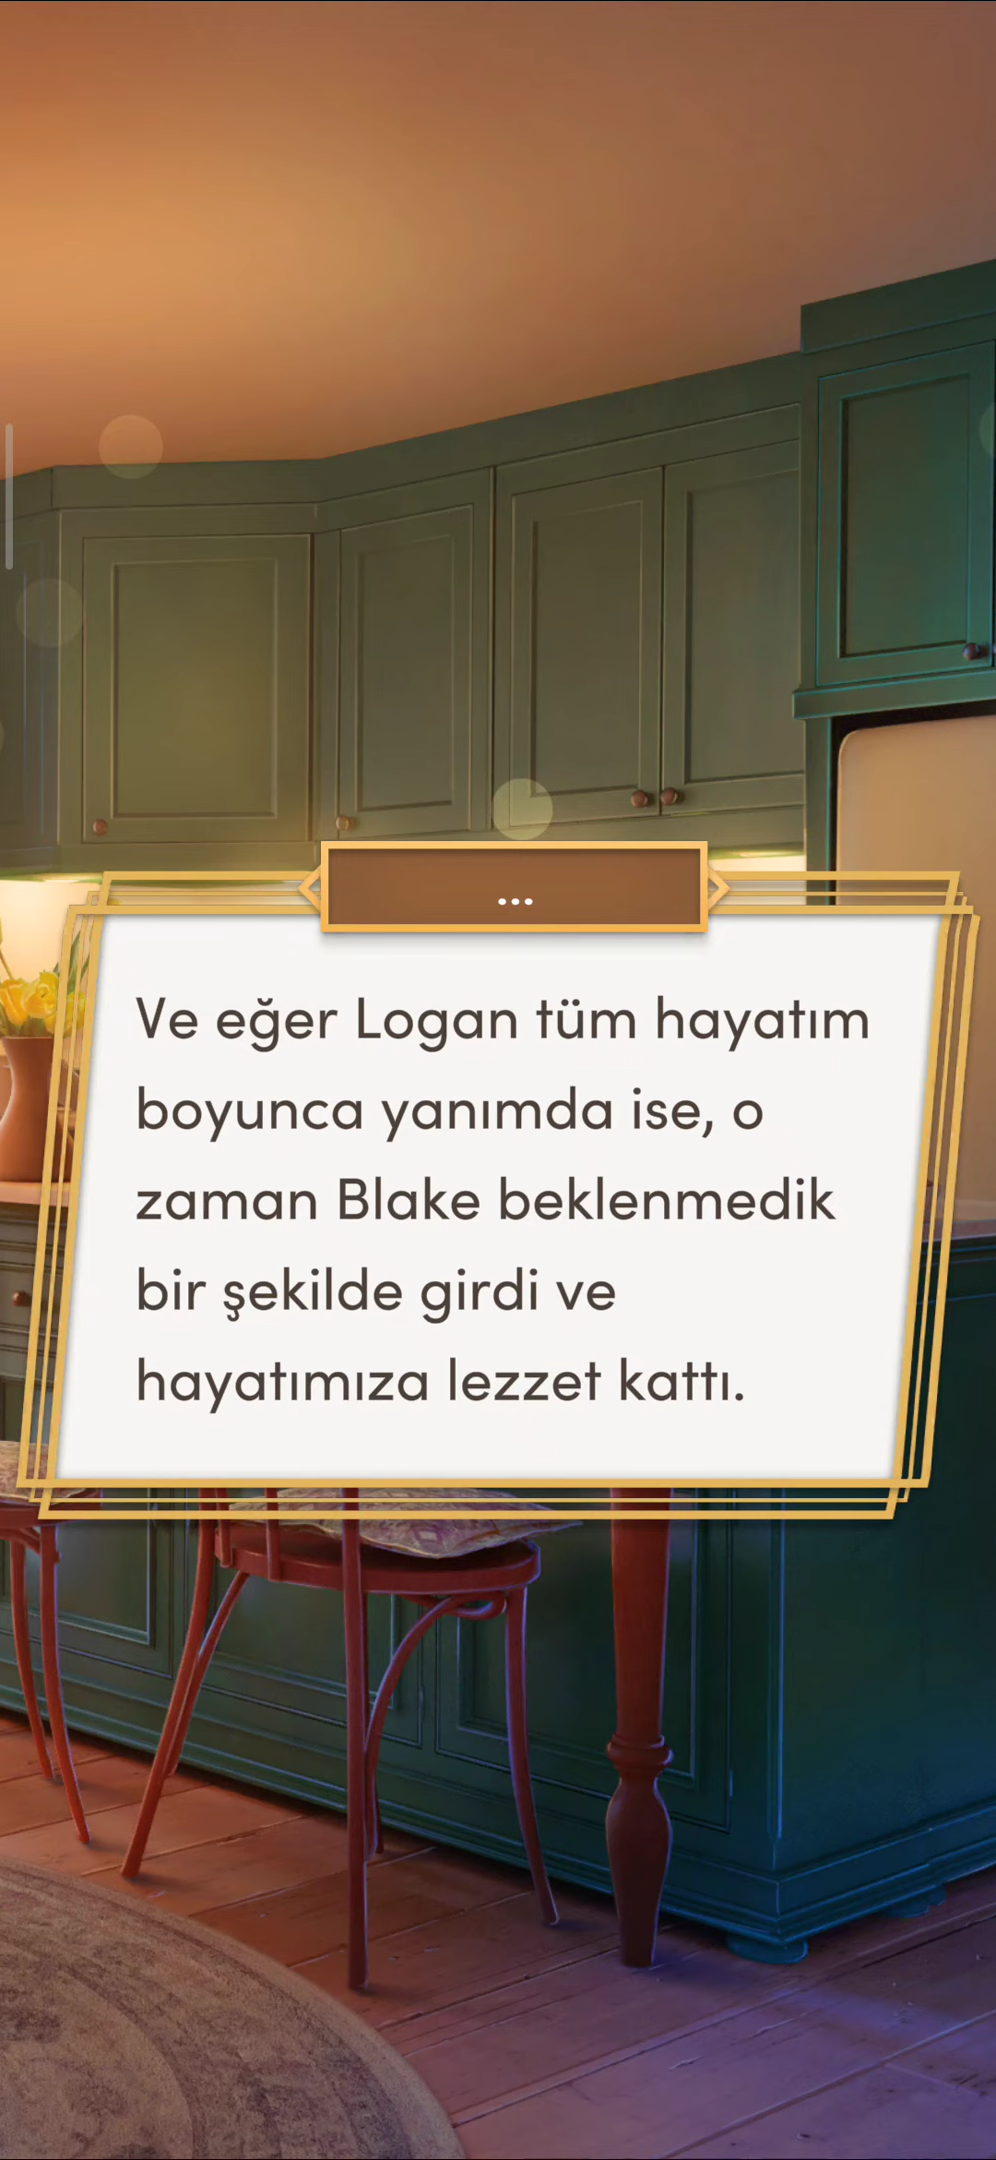 ...
Ve eğer Logan tüm hayatım
boyunca yanımda ise, o
zaman Blake beklenmedik
bir şekilde girdi ve
hayatımıza lezzet kattı.